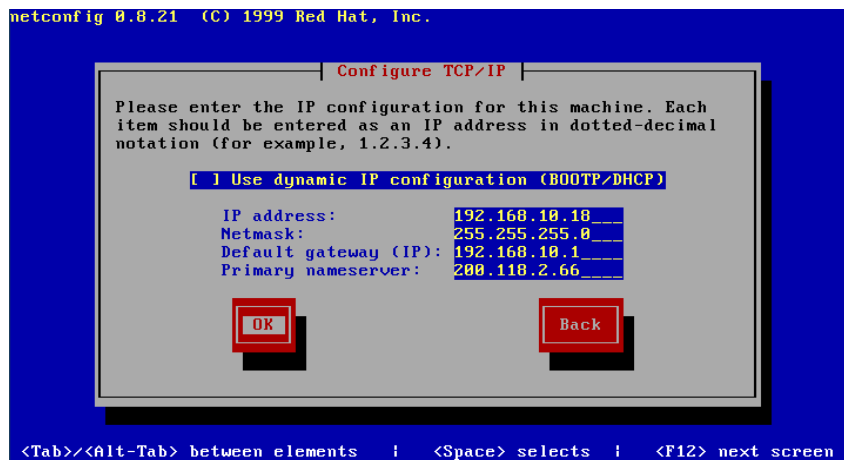 netconfig 0.8.21  (C) 1999 Red Hat, Inc.
Configure TCP/IP
Please enter the IP configuration for this machine. Each
item should be entered as an IP address in dotted-decimal
notation (for example, 1.2.3.4).
[ ] Use dynamic IP configuration (BOOTP/DHCP)
IP address: 192.168.10.18___
Netmask: 255.255.255.0___
Default gateway (IP): 192.168.10.1____
Primary nameserver: 200.118.2.66____
OK Back
<Tab>/<Alt-Tab> between elements | <Space> selects | <F12> next screen